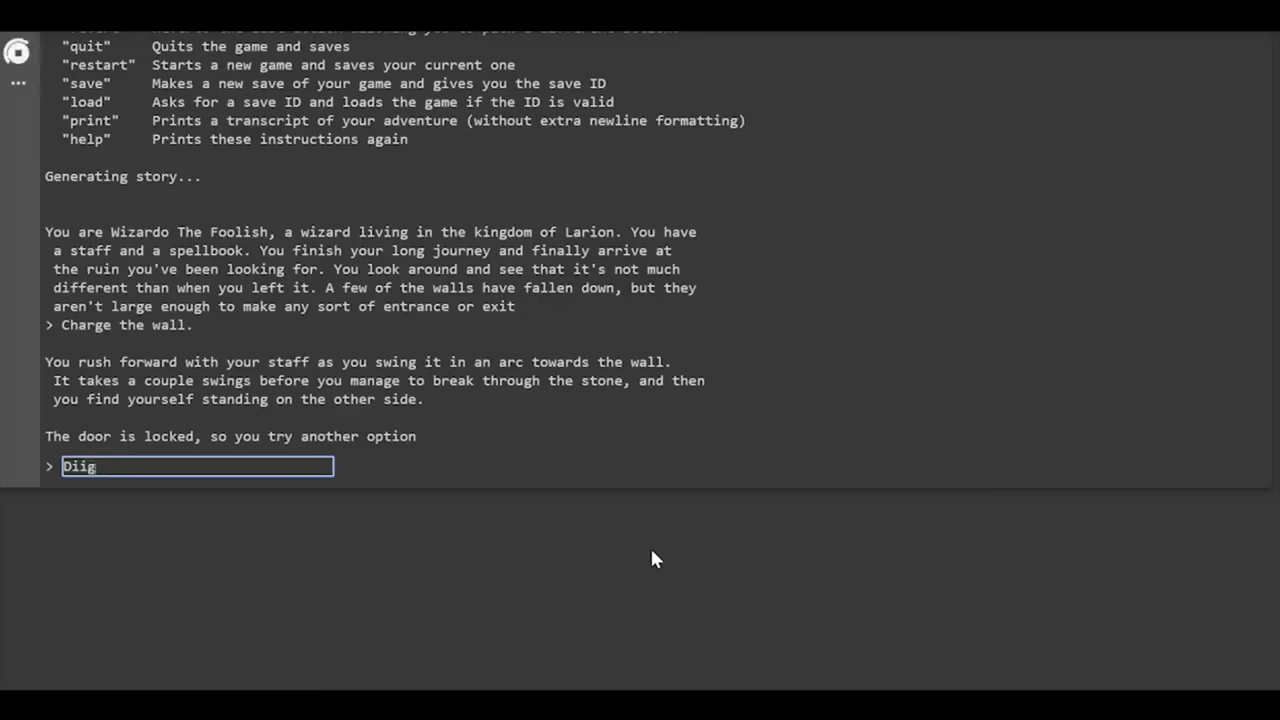 "quit" Quits the game and saves
"restart" Starts a new game and saves your current one
"save" Makes a new save of your game and gives you the save ID
"load" Asks for a save ID and loads the game if the ID is valid
"print" Prints a transcript of your adventure (without extra newline formatting)
"help" Prints these instructions again
Generating story...
You are Wizardo The Foolish, a wizard living in the kingdom of Larion. You have
a staff and a spellbook. You finish your long journey and finally arrive at
the ruin you've been looking for. You look around and see that it's not much
different than when you left it. A few of the walls have fallen down, but they
aren't large enough to make any sort of entrance or exit
> Charge the wall.
You rush forward with your staff as you swing it in an arc towards the wall.
It takes a couple swings before you manage to break through the stone, and then
you find yourself standing on the other side.
The door is locked, so you try another option
> Diig